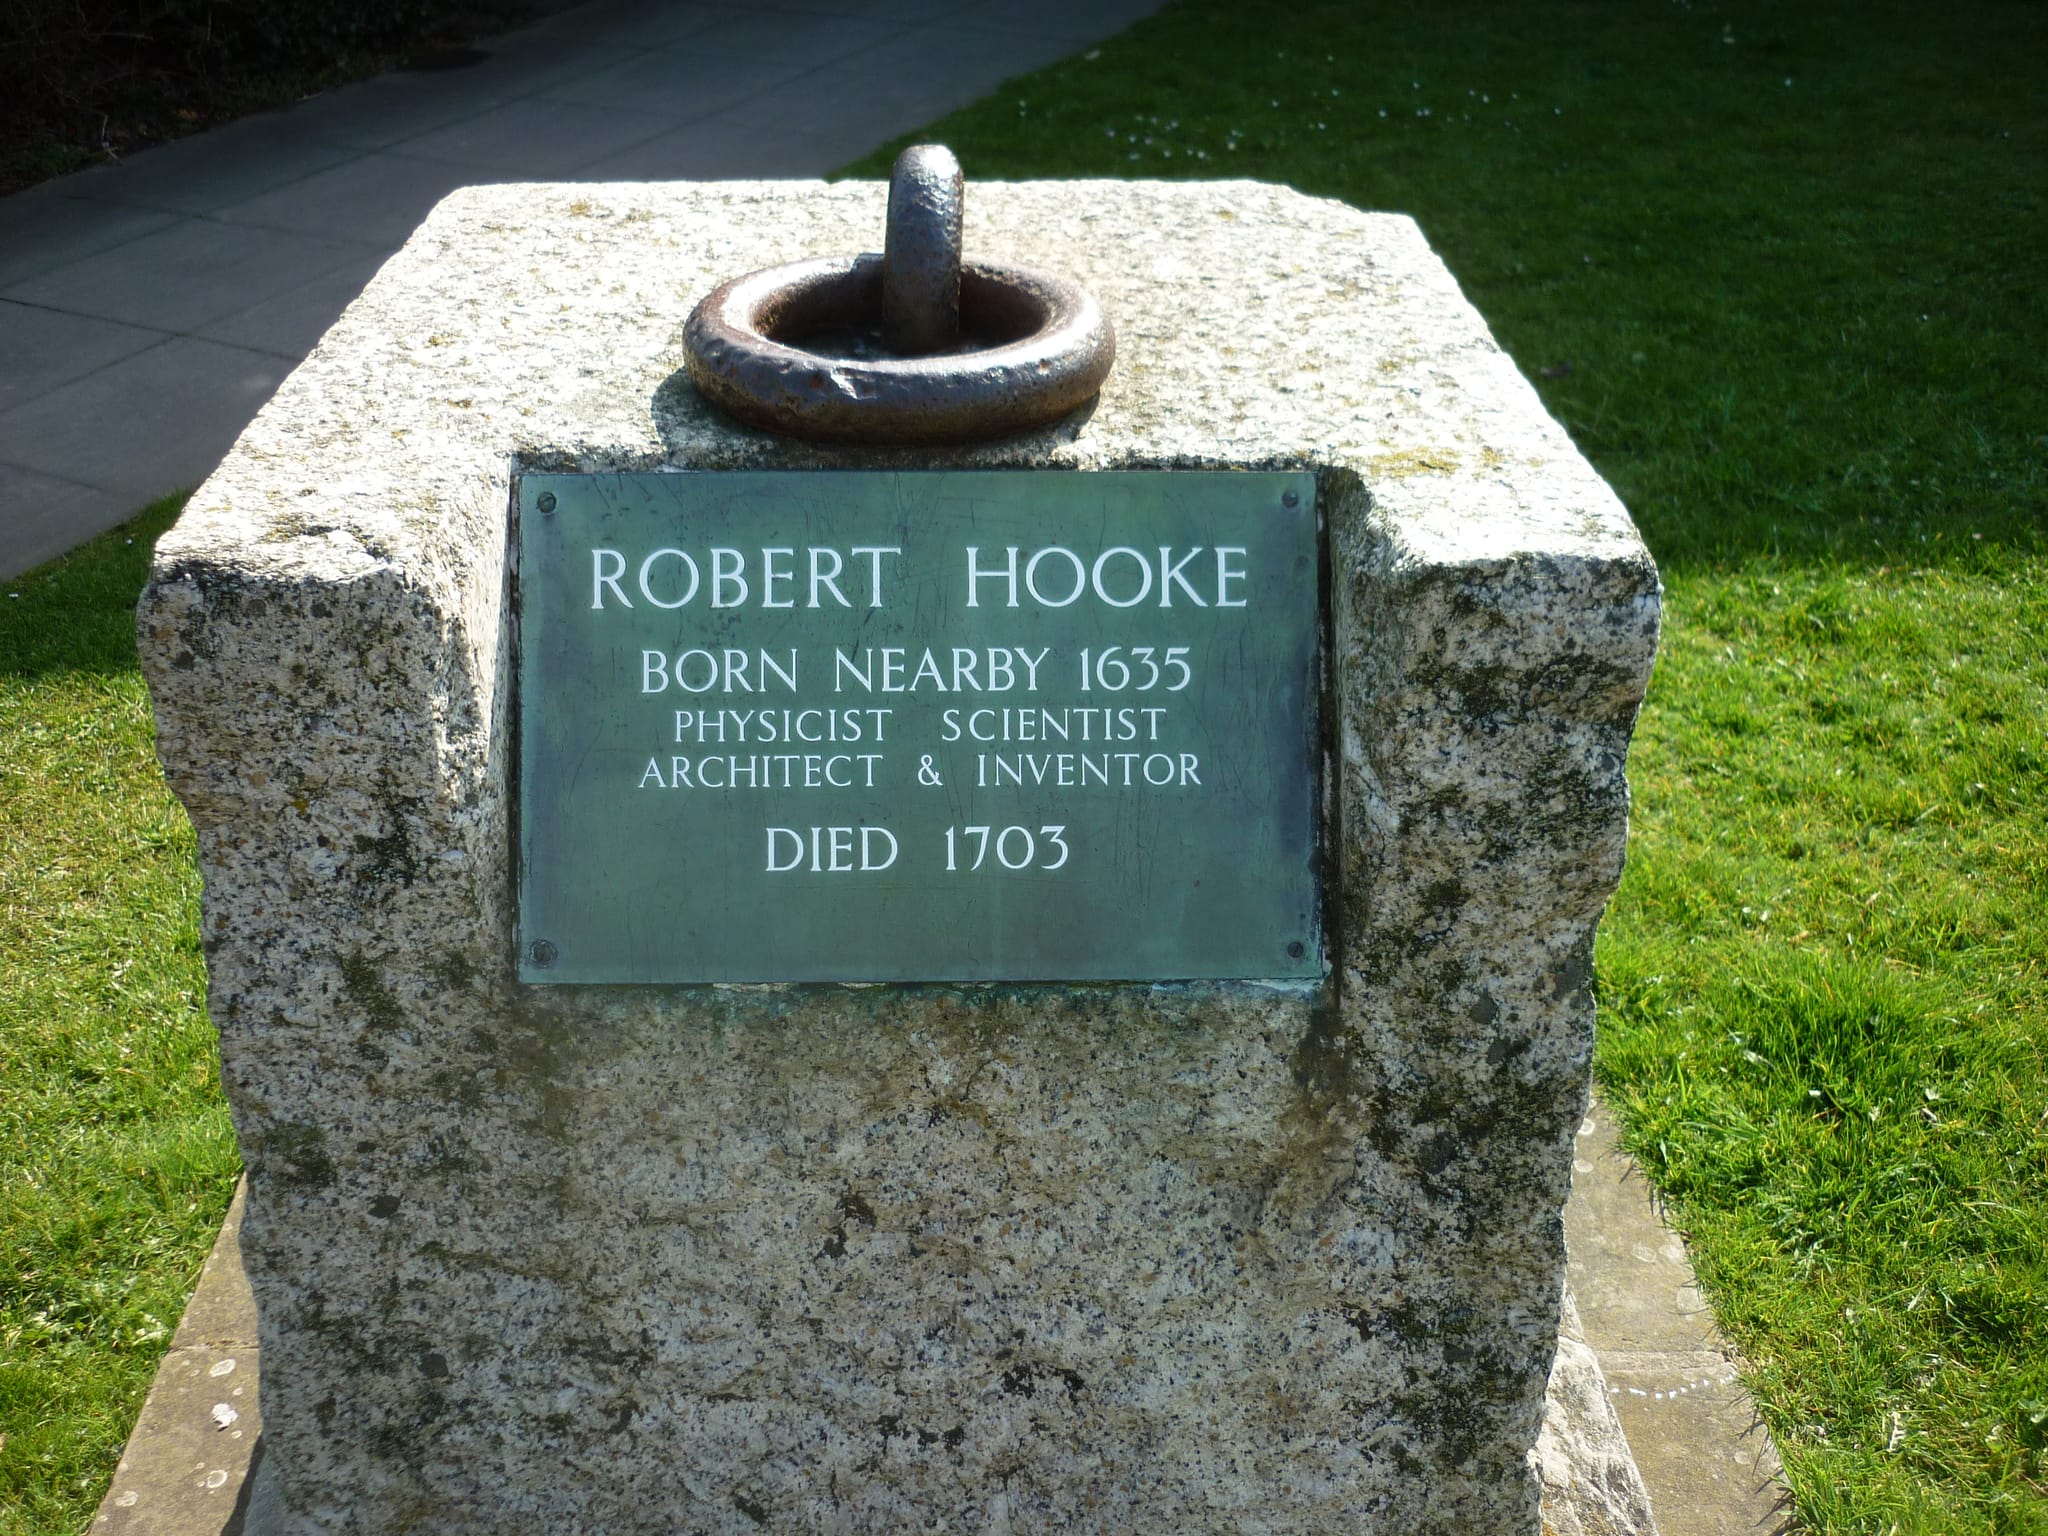 ROBERT HOOKE
BORN NEARBY 1635
PHYSICIST SCIENTIST
ARCHITECT & INVENTOR
DIED 1703